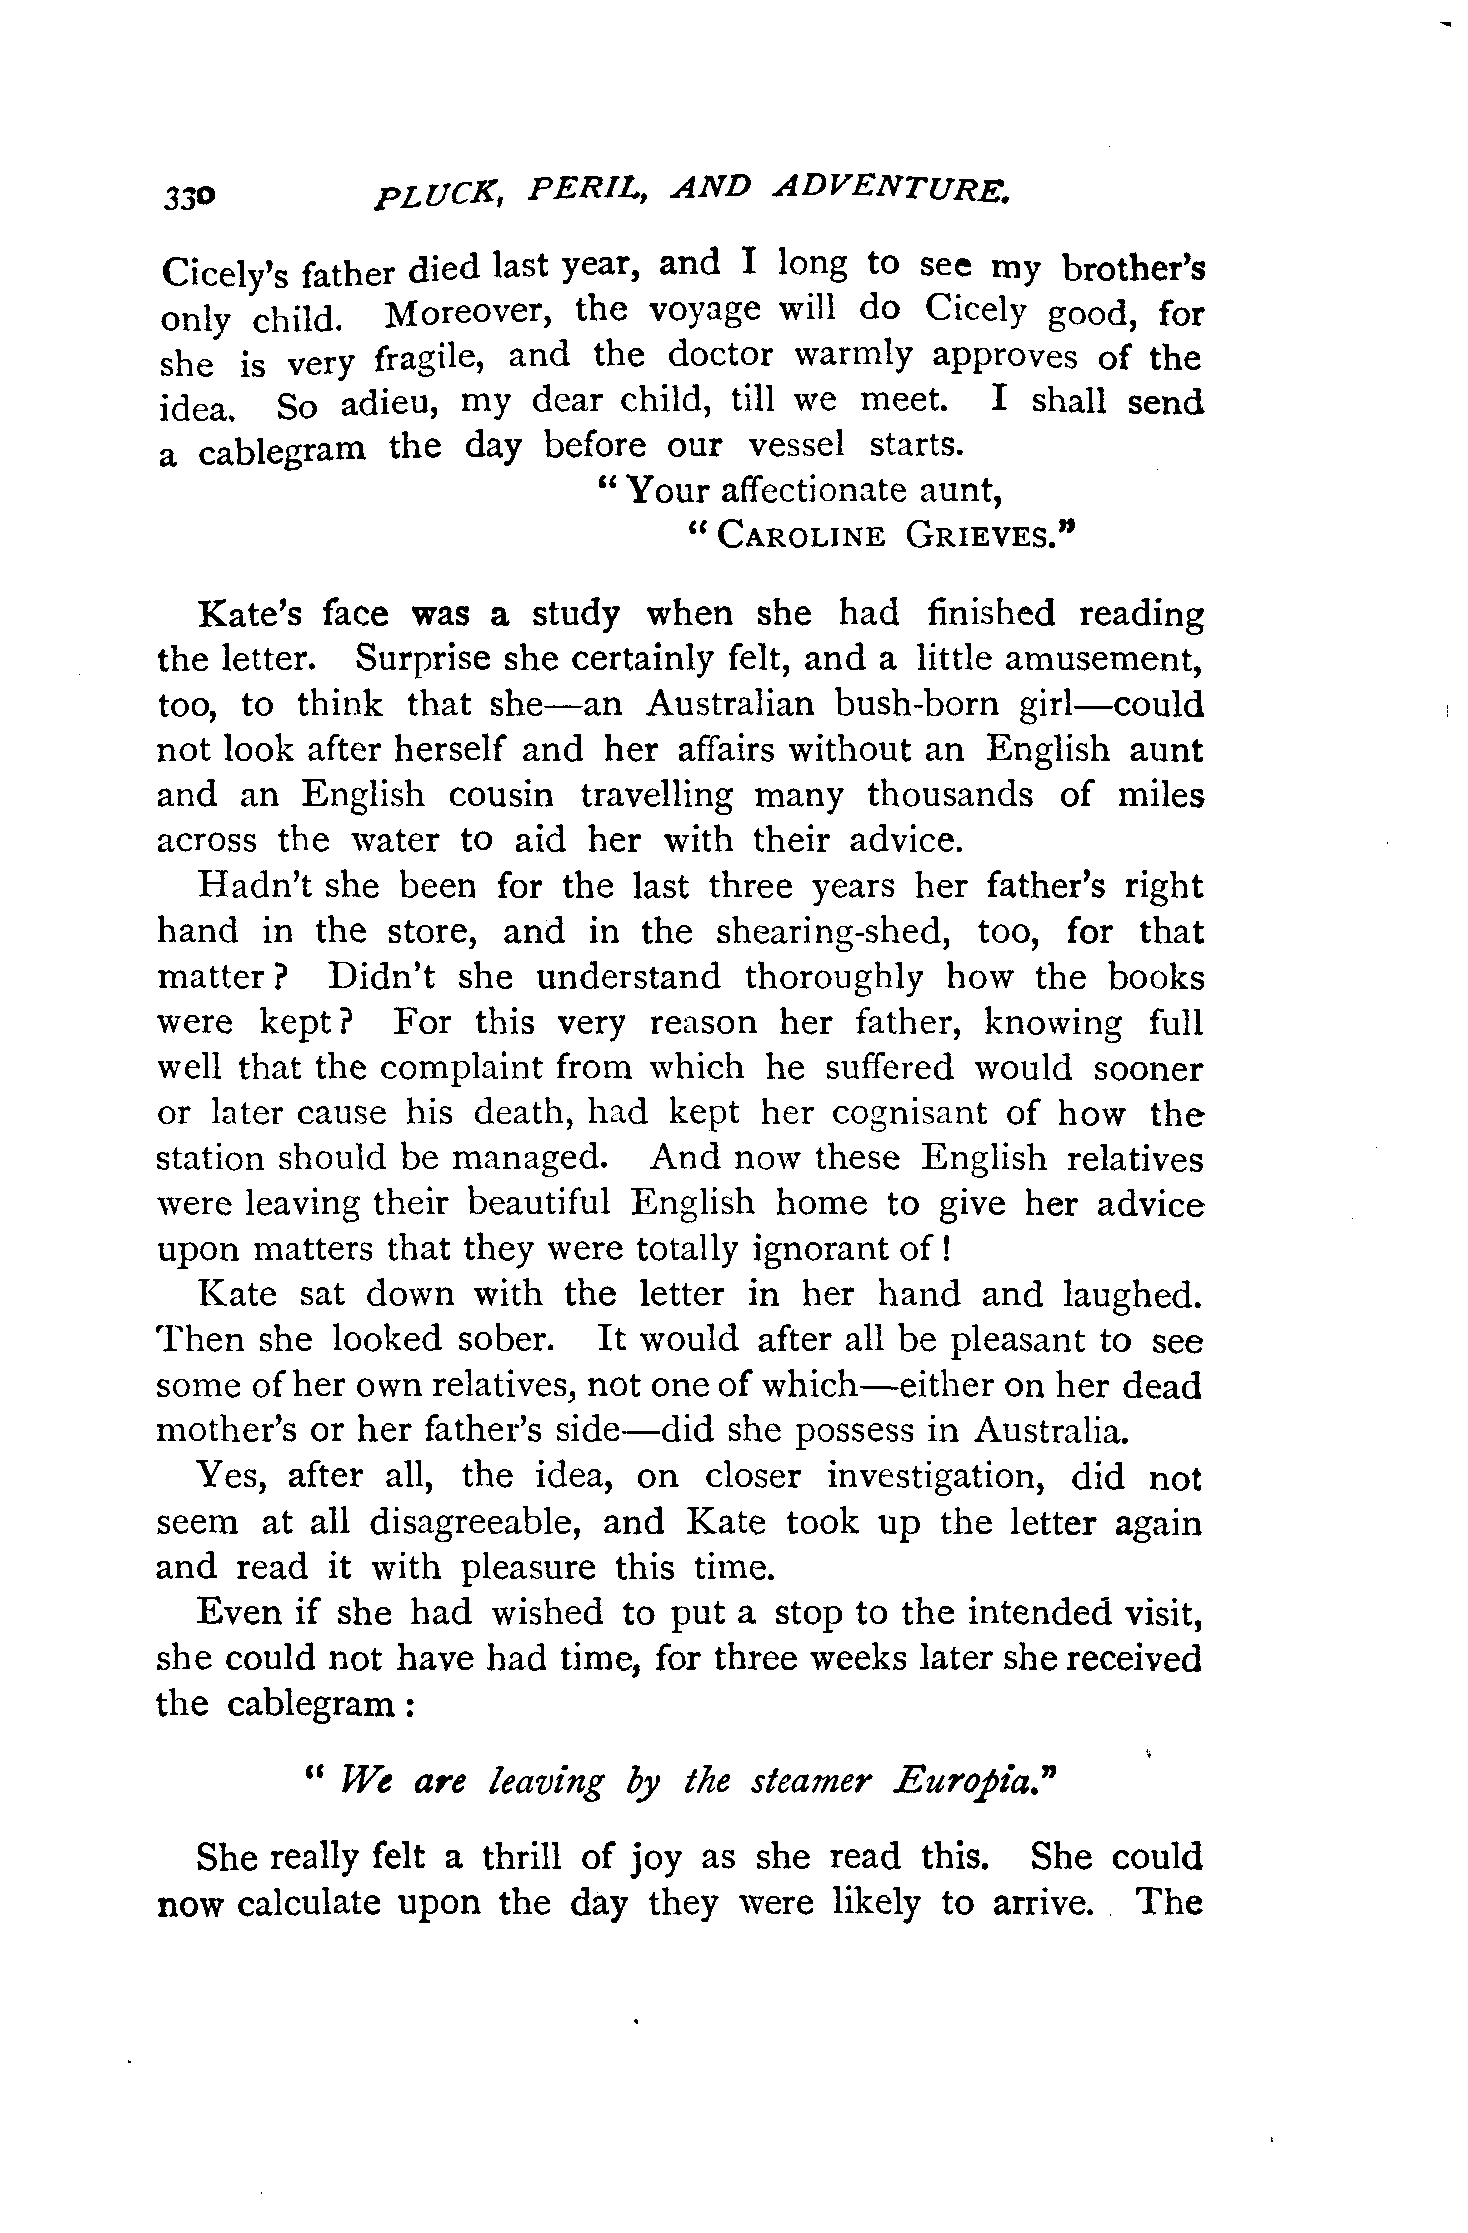 330 PLUCK, PERIL, AND ADVENTURE.
Cicely's father died last year, and I long to see my brother's
only child. Moreover, the voyage will do Cicely good, for
she is very fragile, and the doctor warmly approves of the
idea. So adieu, my dear child, till we meet. I shall send
a cablegram the day before our vessel starts.
"Your affectionate aunt,
"CAROLINE GRIEVES."
Kate's face was a study when she had finished reading
the letter. Surprise she certainly felt, and a little amusement,
too, to think that she—an Australian bush-born girl—could
not look after herself and her affairs without an English aunt
and an English cousin travelling many thousands of miles
across the water to aid her with their advice.
Hadn't she been for the last three years her father's right
hand in the store, and in the shearing-shed, too, for that
matter? Didn't she understand thoroughly how the books
were kept? For this very reason her father, knowing full
well that the complaint from which he suffered would sooner
or later cause his death, had kept her cognisant of how the
station should be managed. And now these English relatives
were leaving their beautiful English home to give her advice
upon matters that they were totally ignorant of!
Kate sat down with the letter in her hand and laughed.
Then she looked sober. It would after all be pleasant to see
some of her own relatives, not one of which—either on her dead
mother's or her father's side—did she possess in Australia.
Yes, after all, the idea, on closer investigation, did not
seem at all disagreeable, and Kate took up the letter again
and read it with pleasure this time.
Even if she had wished to put a stop to the intended visit,
she could not have had time, for three weeks later she received
the cablegram:
"We are leaving by the steamer Europia."
She really felt a thrill of joy as she read this. She could
now calculate upon the day they were likely to arrive. The